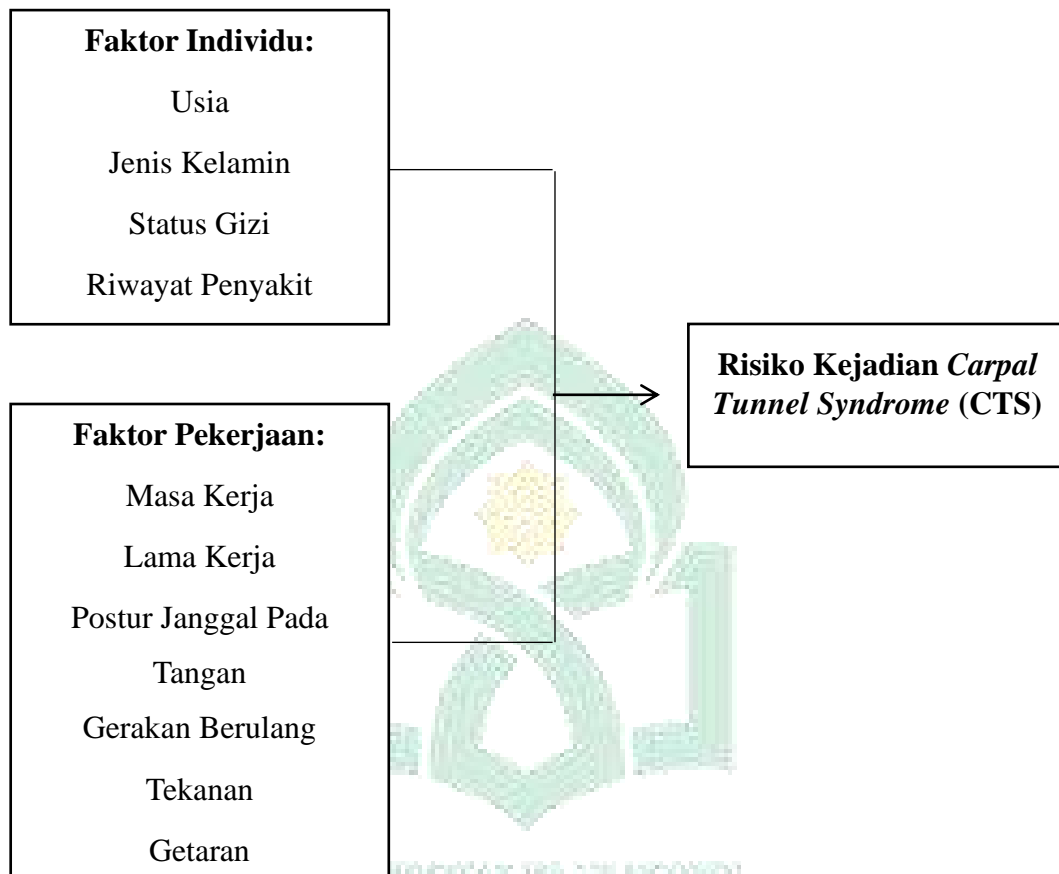 Faktor Individu:
Usia
Jenis Kelamin
Status Gizi
Riwayat Penyakit
Risiko Kejadian Carpal
Tunnel Syndrome (CTS)
Faktor Pekerjaan:
Masa Kerja
Lama Kerja
Postur Janggal Pada
Tangan
Gerakan Berulang
Tekanan
Getaran